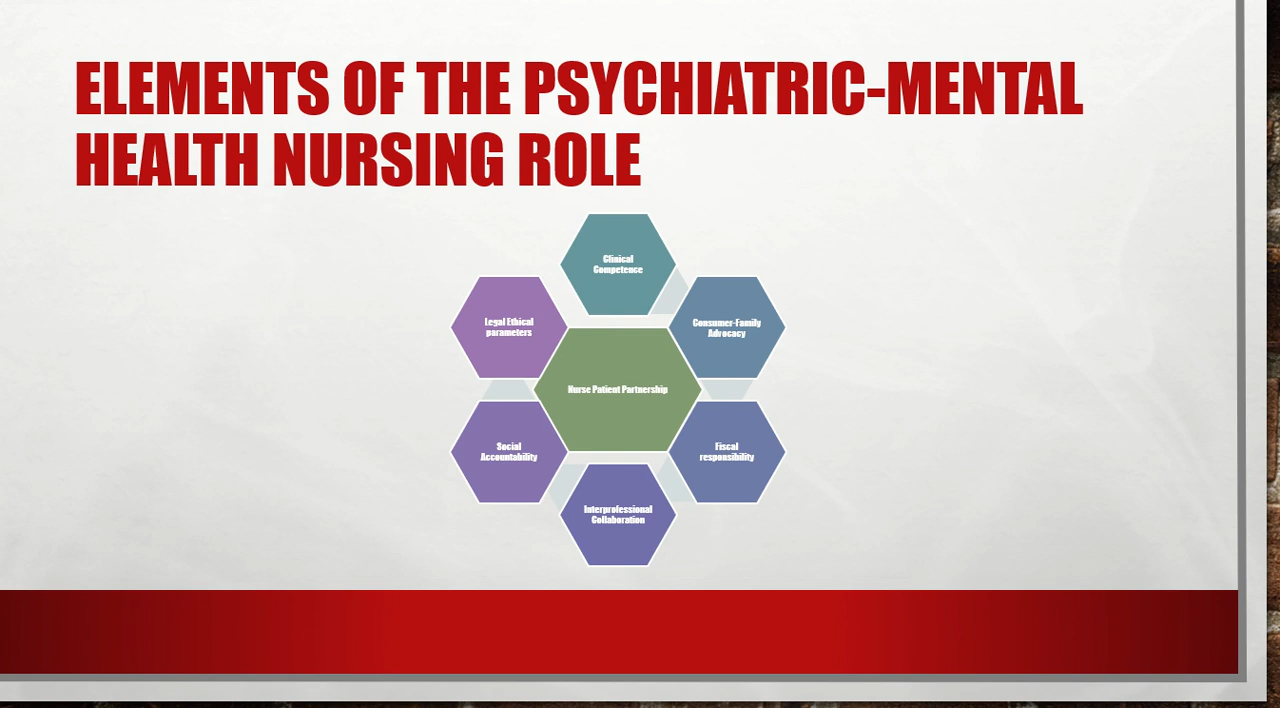 ELEMENTS OF THE PSYCHIATRIC-MENTAL
HEALTH NURSING ROLE
Clinical
Competence
Consumer-Family
Advocacy
Fiscal
responsibility
Interprofessional
Collaboration
Social
Accountability
Legal Ethical
parameters
Nurse Patient Partnership